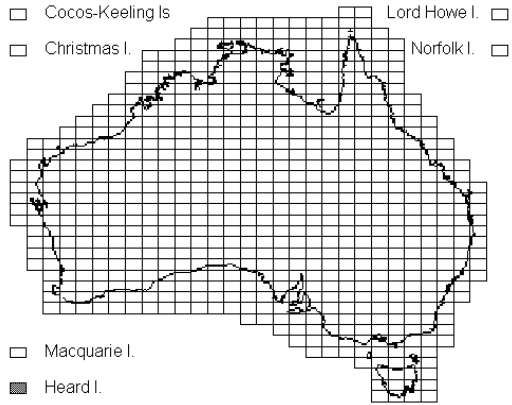 Cocos-Keeling Is
Lord Howe I.
Christmas I.
Norfolk I.
Macquarie I.
Heard I.